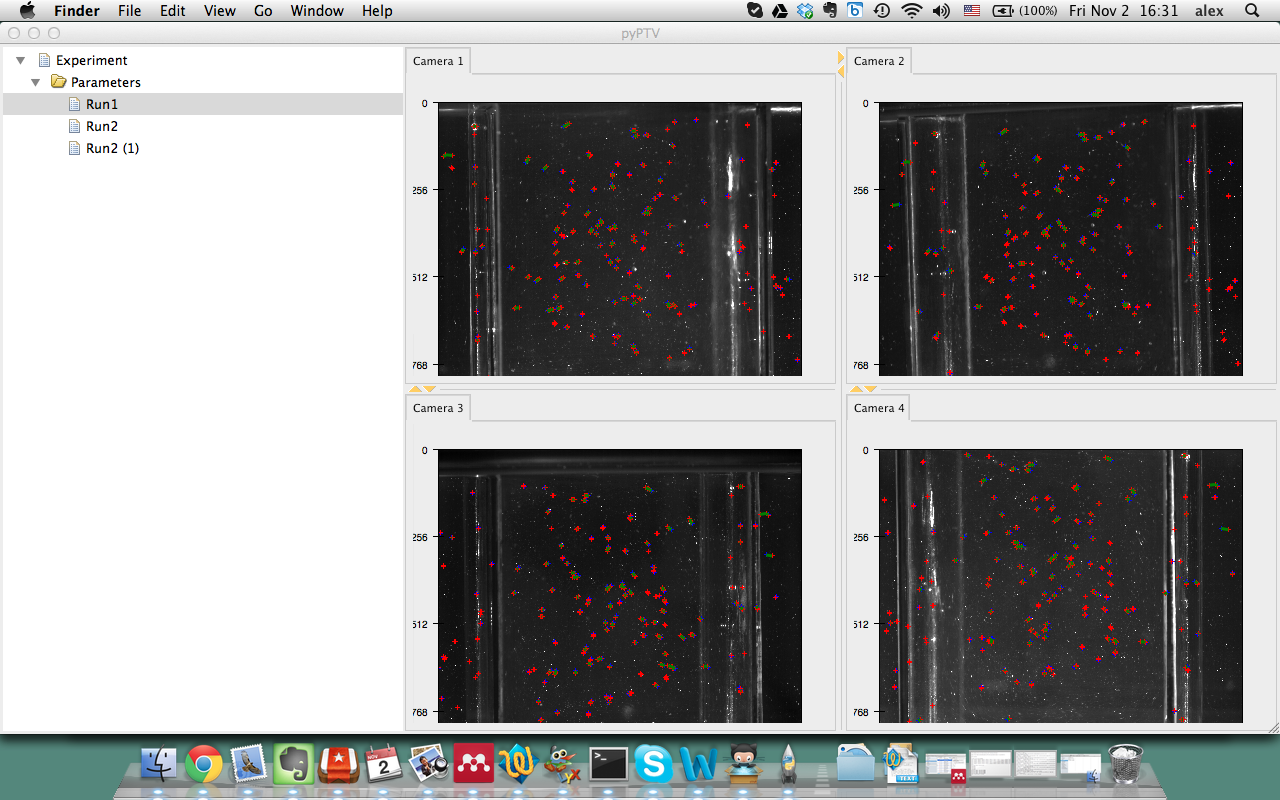 Finder File Edit View Go Window Help (100%) Fri Nov 2 16:31 alex
pyPTV
Experiment
Parameters
Run1
Run2
Run2 (1)
Camera 1
0
256
512
768
Camera 2
0
256
512
768
Camera 3
0
256
512
768
Camera 4
0
256
512
768
NOV
2
TEXT